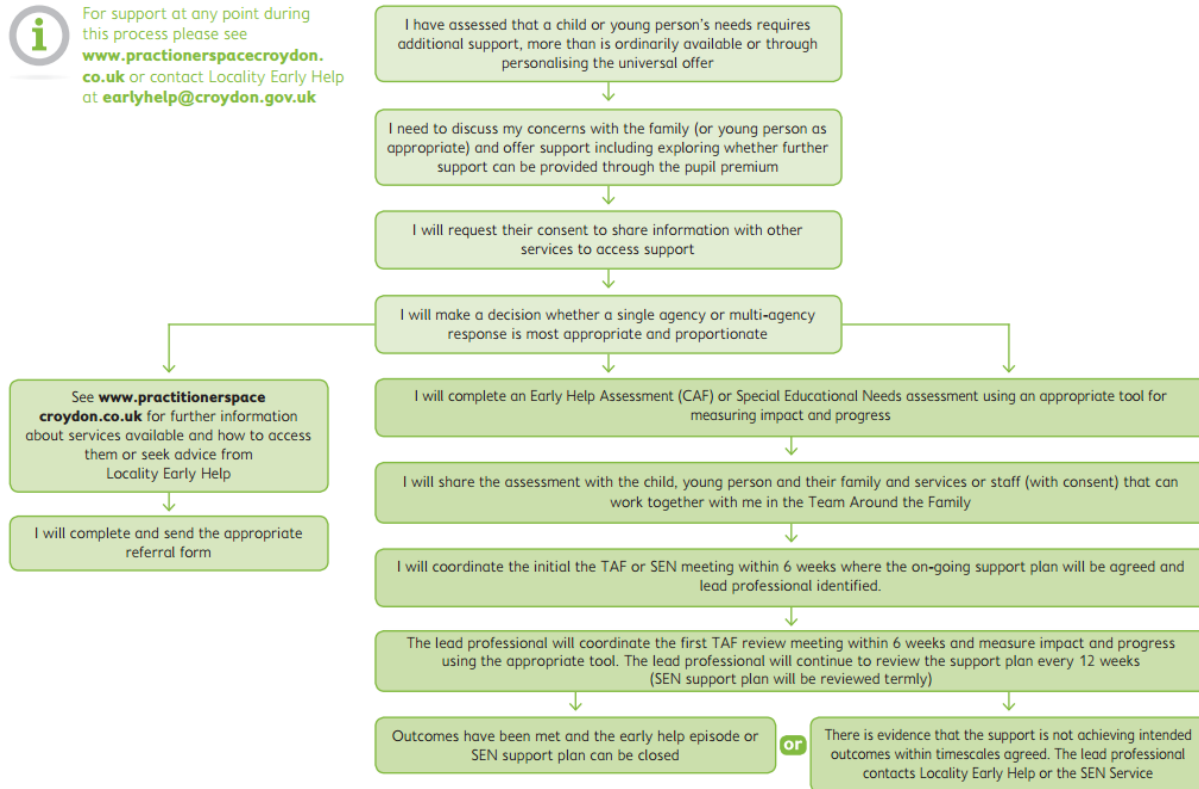 For support at any point during
this process please see
www.practionerspacecroydon.
co.uk or contact Locality Early Help
at earlyhelp@croydon.gov.uk
I have assessed that a child or young person's needs requires
additional support, more than is ordinarily available or through
personalising the universal offer
I need to discuss my concerns with the family (or young person as
appropriate) and offer support including exploring whether further
support can be provided through the pupil premium
I will request their consent to share information with other
services to access support
I will make a decision whether a single agency or multi-agency
response is most appropriate and proportionate
See www.practitionerspace
croydon.co.uk for further information
about services available and how to access
them or seek advice from
Locality Early Help
I will complete and send the appropriate
referral form
I will complete an Early Help Assessment (CAF) or Special Educational Needs assessment using an appropriate tool for
measuring impact and progress
I will share the assessment with the child, young person and their family and services or staff (with consent) that can
work together with me in the Team Around the Family
I will coordinate the initial the TAF or SEN meeting within 6 weeks where the on-going support plan will be agreed and
lead professional identified.
The lead professional will coordinate the first TAF review meeting within 6 weeks and measure impact and progress
using the appropriate tool. The lead professional will continue to review the support plan every 12 weeks
(SEN support plan will be reviewed termly)
Outcomes have been met and the early help episode or
SEN support plan can be closed
or
There is evidence that the support is not achieving intended
outcomes within timescales agreed. The lead professional
contacts Locality Early Help or the SEN Service